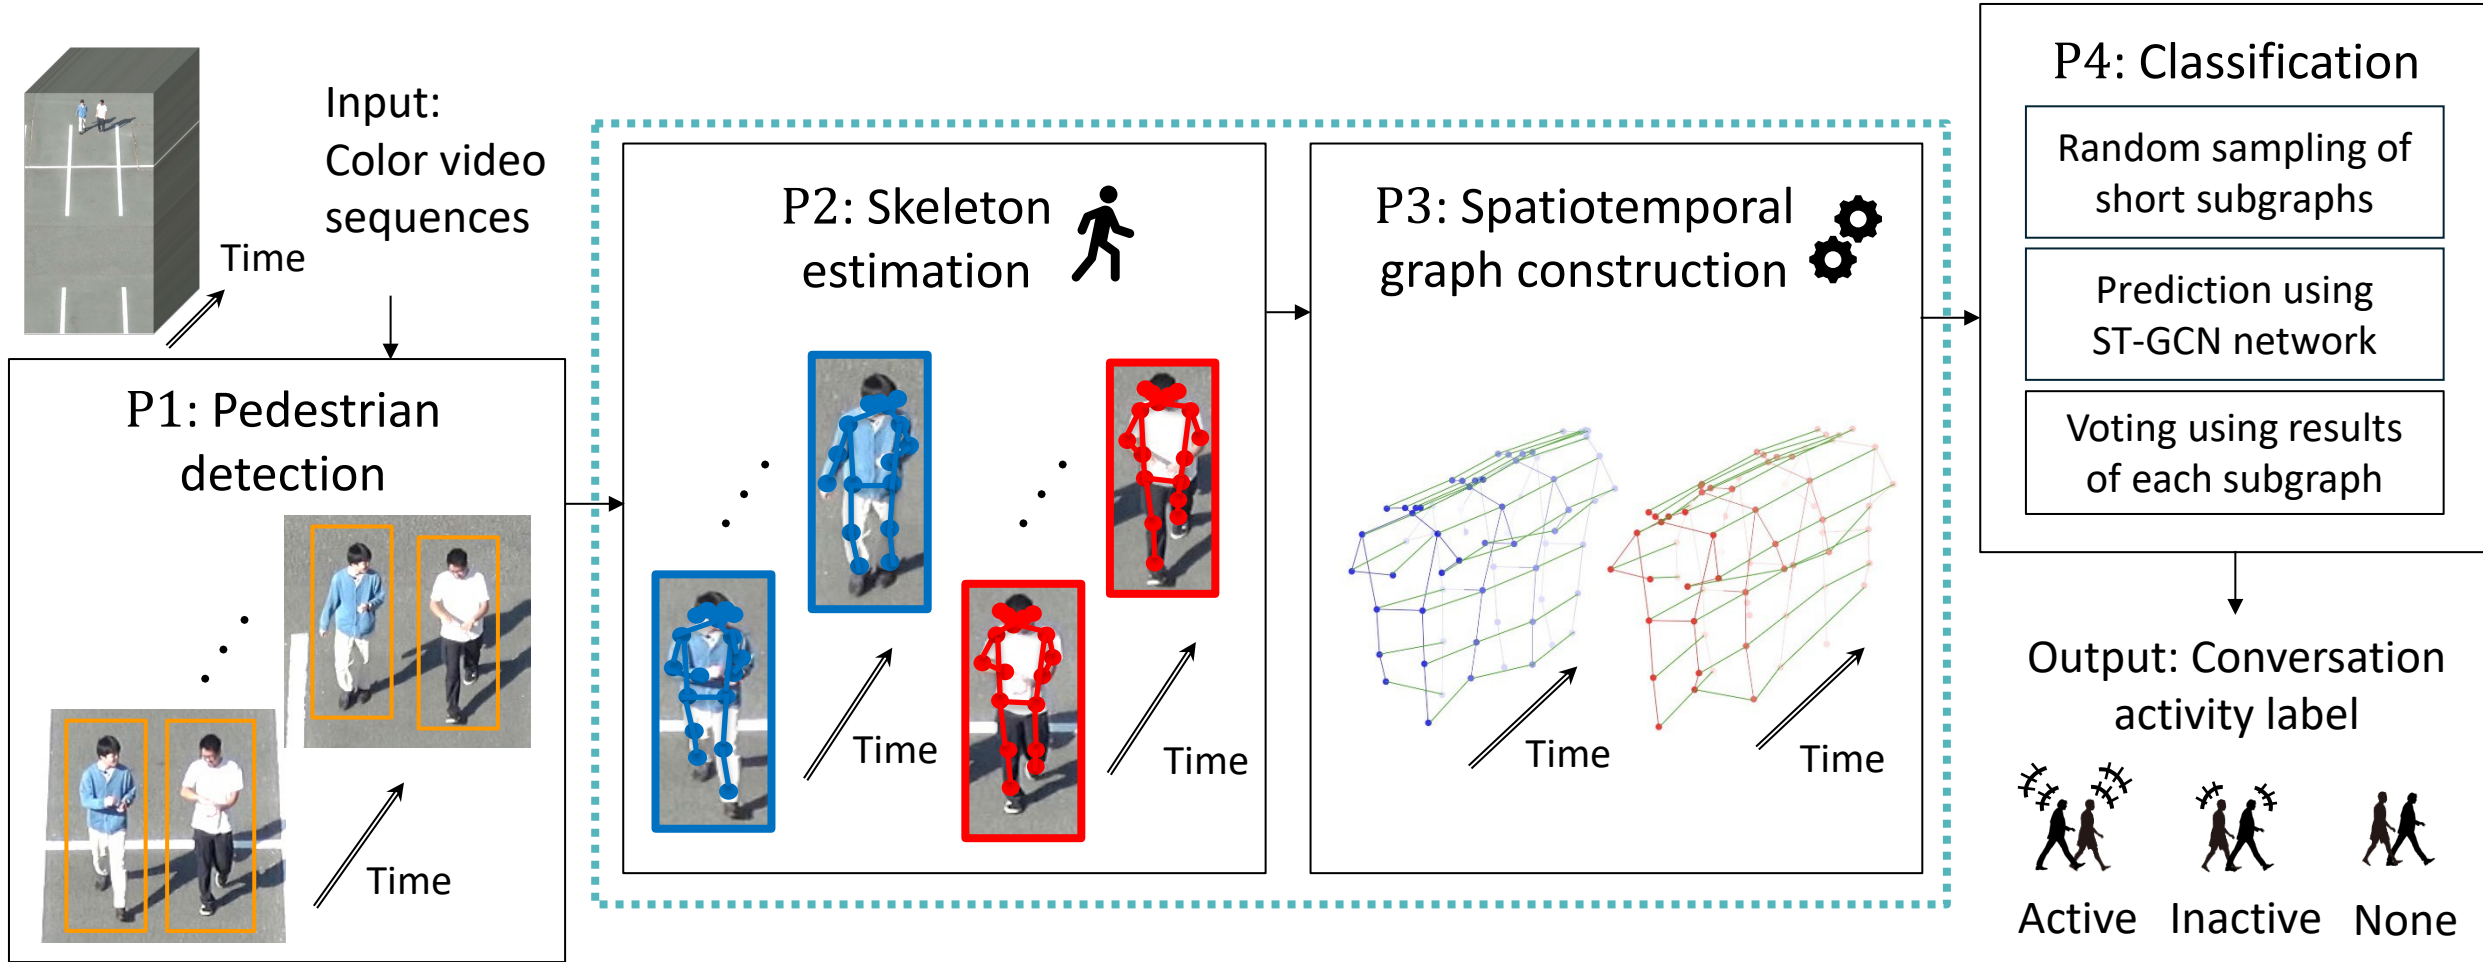 Input:
Color video
sequences
Time
P1: Pedestrian
detection
Time
P2: Skeleton
estimation
Time
Time
P3: Spatiotemporal
graph construction
Time
Time
P4: Classification
Random sampling of
short subgraphs
Prediction using
ST-GCN network
Voting using results
of each subgraph
Output: Conversation
activity label
Active
Inactive
None